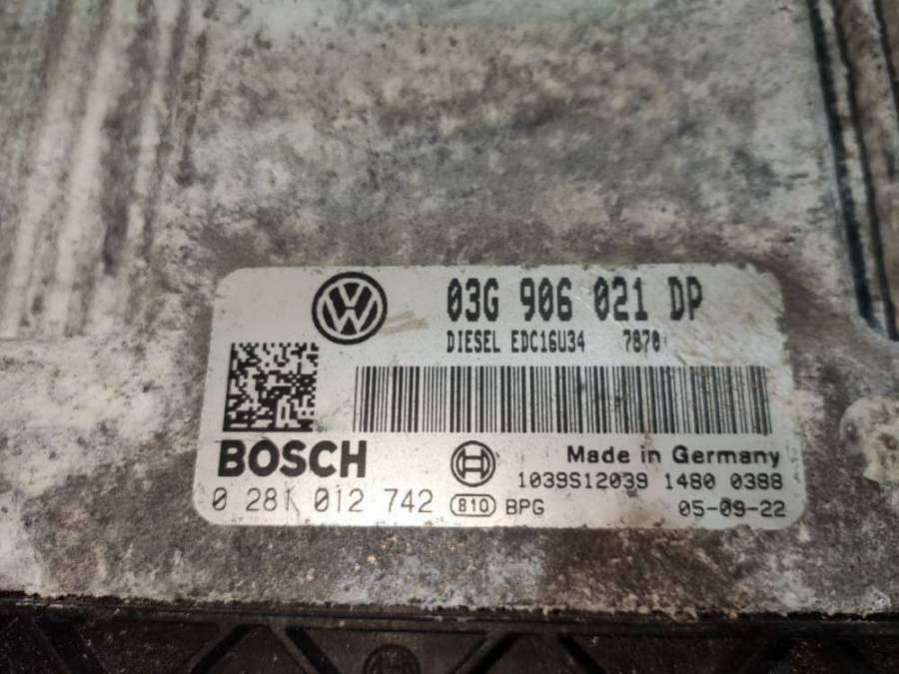 03G 906 021 DP
DIESEL EDC16U34 7870
BOSCH
Made in Germany
1039S12039 1480 0388
0 281 012 742 810 BPG 05-09-22